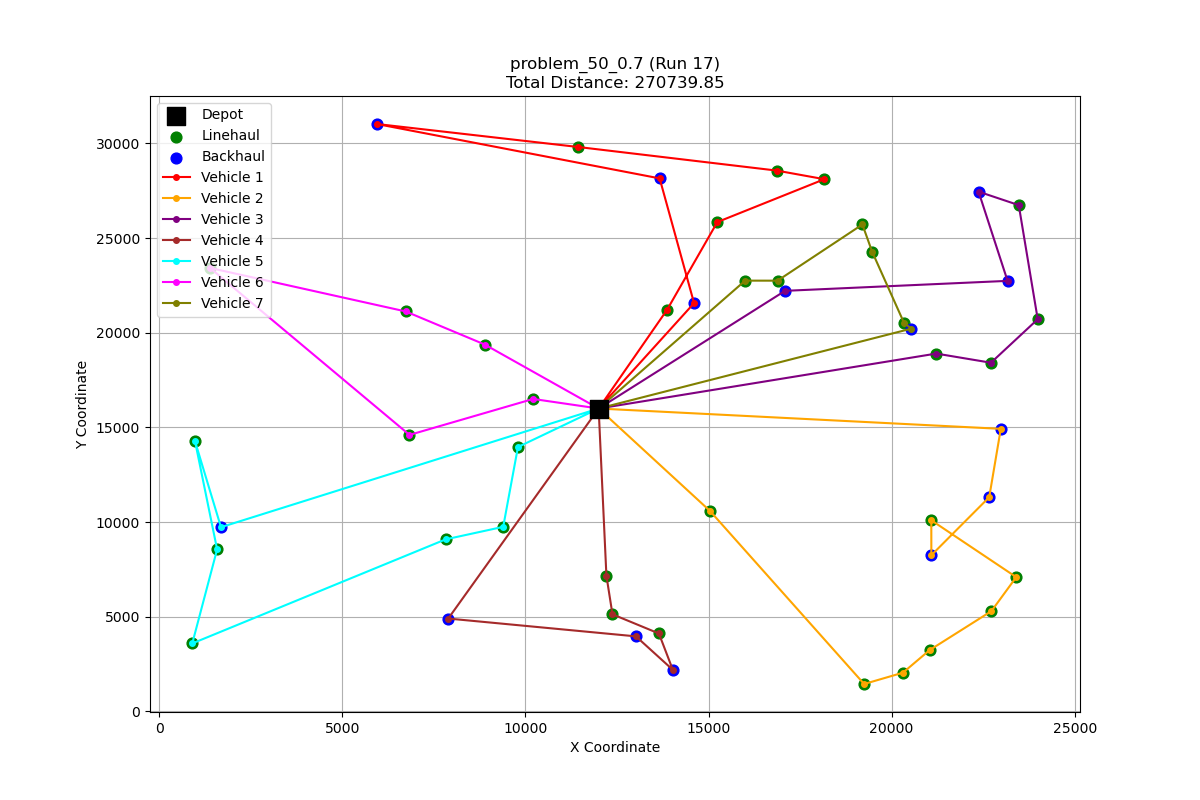 problem_50_0.7 (Run 17)
Total Distance: 270739.85
Depot
Linehaul
Backhaul
Vehicle 1
Vehicle 2
Vehicle 3
Vehicle 4
Vehicle 5
Vehicle 6
Vehicle 7
30000
25000
20000
15000
10000
5000
0
Y Coordinate
0 5000 10000 15000 20000 25000
X Coordinate